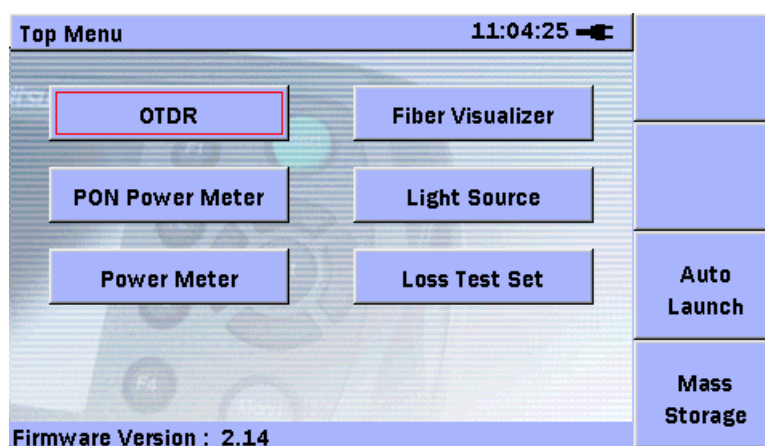 Top Menu 11:04:25
OTDR Fiber Visualizer
PON Power Meter Light Source
Power Meter Loss Test Set
Auto
Launch
Mass
Storage
F4
Firmware Version : 2.14